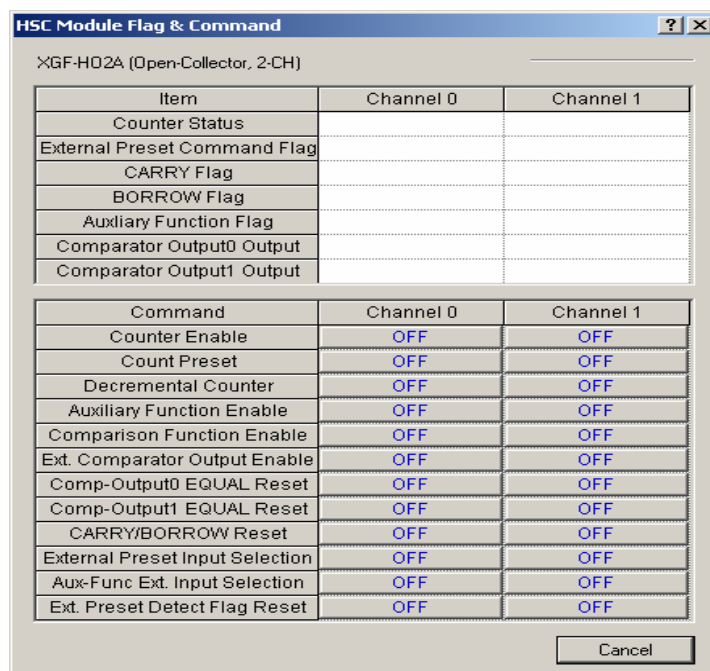 HSC Module Flag & Command ? ×
XGF-HO2A (Open-Collector, 2-CH)
Item Channel 0 Channel 1
Counter Status
External Preset Command Flag
CARRY Flag
BORROW Flag
Auxliary Function Flag
Comparator Output0 Output
Comparator Output1 Output
Command Channel 0 Channel 1
Counter Enable OFF OFF
Count Preset OFF OFF
Decremental Counter OFF OFF
Auxiliary Function Enable OFF OFF
Comparison Function Enable OFF OFF
Ext. Comparator Output Enable OFF OFF
Comp-Output0 EQUAL Reset OFF OFF
Comp-Output1 EQUAL Reset OFF OFF
CARRY/BORROW Reset OFF OFF
External Preset Input Selection OFF OFF
Aux-Func Ext. Input Selection OFF OFF
Ext. Preset Detect Flag Reset OFF OFF
Cancel